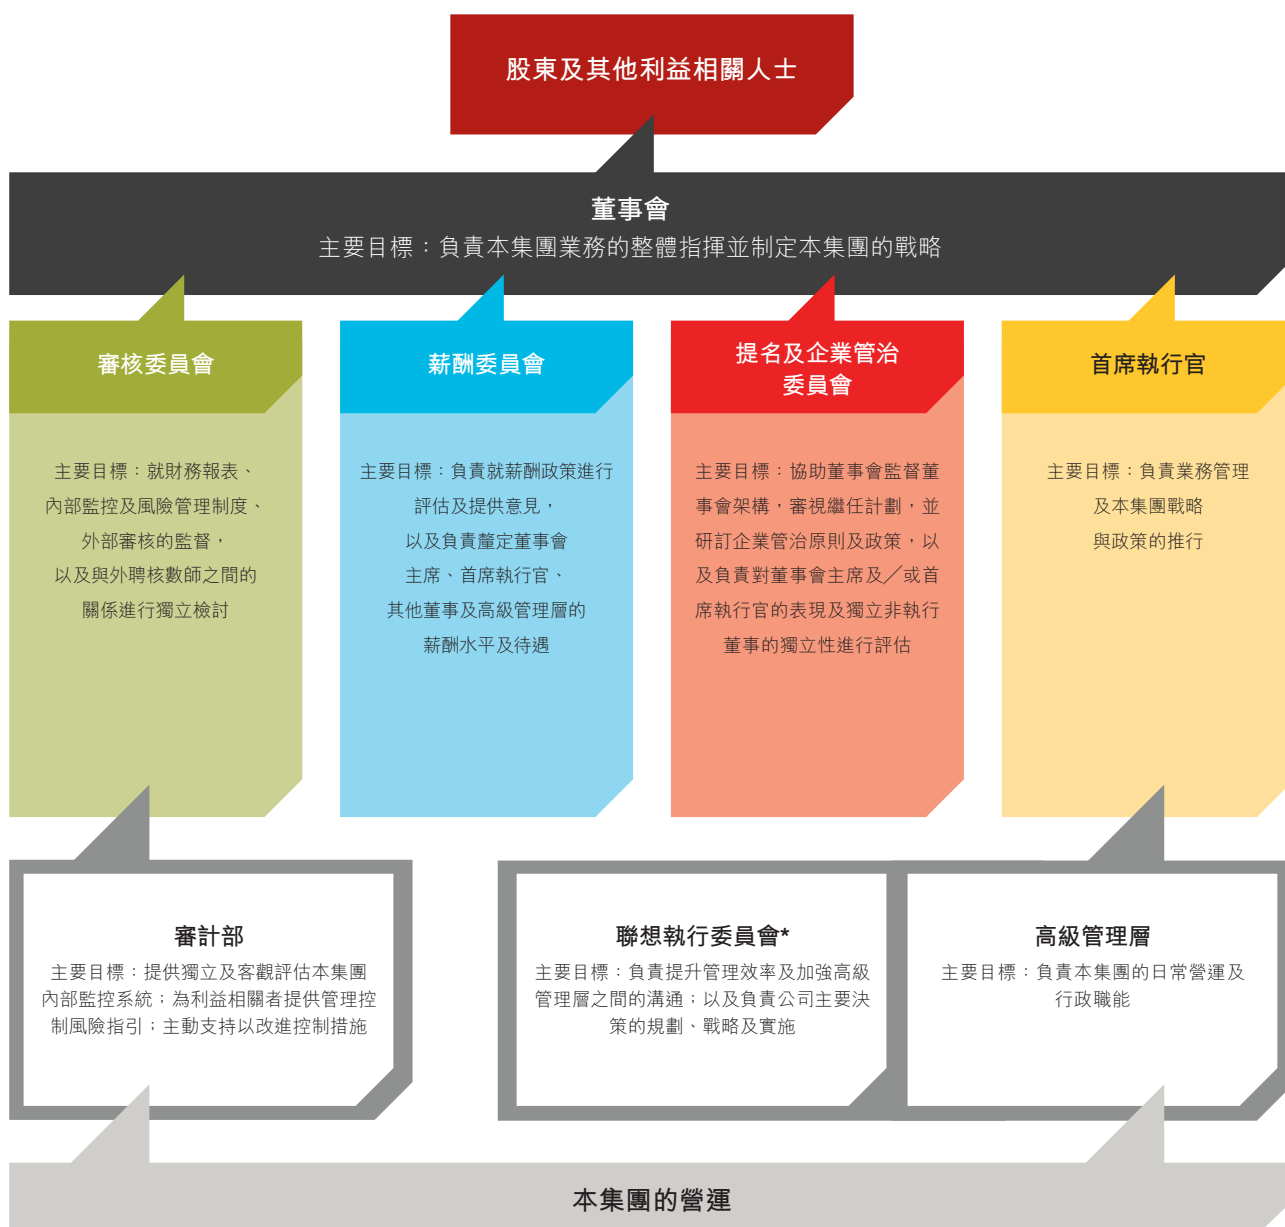 股東及其他利益相關人士
董事會
主要目標：負責本集團業務的整體指揮並制定本集團的戰略
審核委員會
主要目標：就財務報表、
內部監控及風險管理制度、
外部審核的監督，
以及與外聘核數師之間的
關係進行獨立檢討
薪酬委員會
主要目標：負責就薪酬政策進行
評估及提供意見，
以及負責釐定董事會
主席、首席執行官、
其他董事及高級管理層的
薪酬水平及待遇
提名及企業管治
委員會
主要目標：協助董事會監督董
事會架構，審視繼任計劃，並
研訂企業管治原則及政策，以
及負責對董事會主席及／或首
席執行官的表現及獨立非執行
董事的獨立性進行評估
首席執行官
主要目標：負責業務管理
及本集團戰略
與政策的推行
審計部
主要目標：提供獨立及客觀評估本集團
內部監控系統；為利益相關者提供管理控
制風險指引；主動支持以改進控制措施
聯想執行委員會*
主要目標：負責提升管理效率及加強高級
管理層之間的溝通；以及負責公司主要決
策的規劃、戰略及實施
高級管理層
主要目標：負責本集團的日常營運及
行政職能
本集團的營運